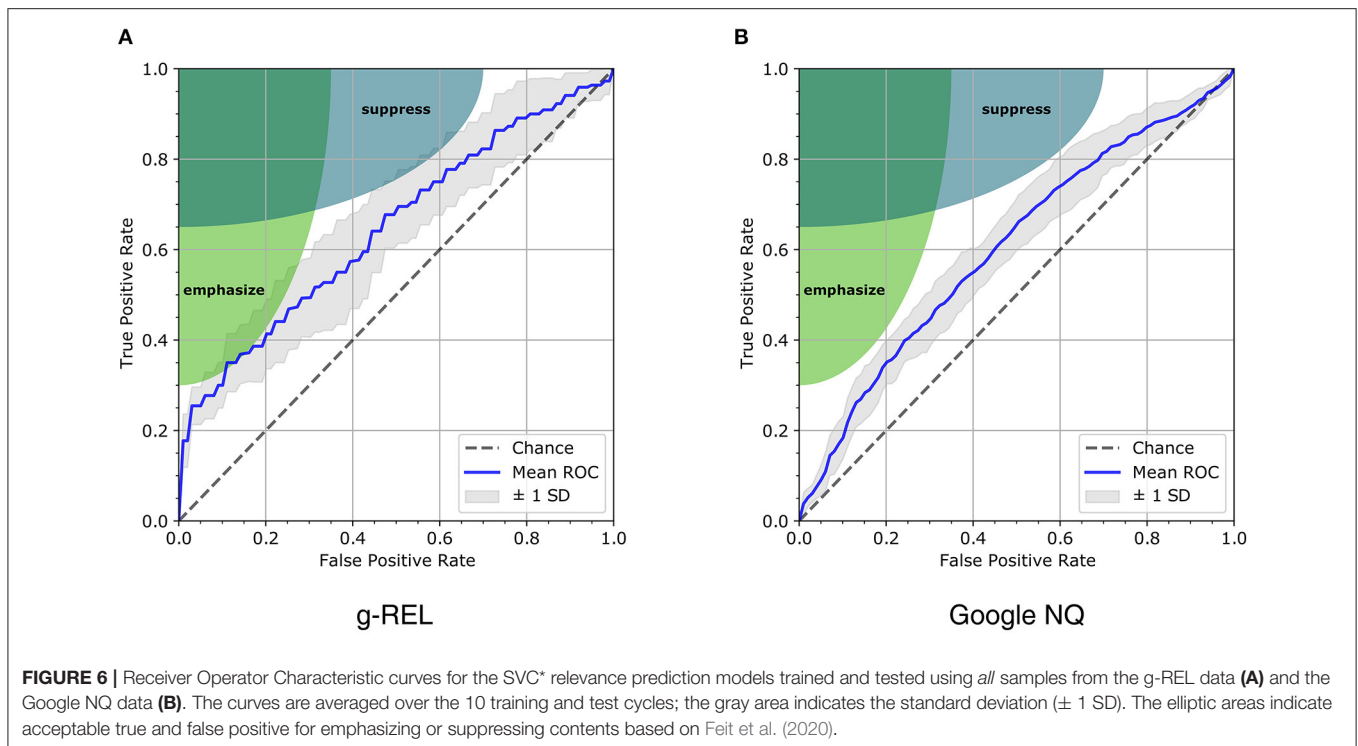 A
B
1.0
0.8
0.6
0.4
0.2
0.0
True Positive Rate
suppress
emphasize
Chance
Mean ROC
± 1 SD
0.0 0.2 0.4 0.6 0.8 1.0
False Positive Rate
g-REL
1.0
0.8
0.6
0.4
0.2
0.0
True Positive Rate
suppress
emphasize
Chance
Mean ROC
± 1 SD
0.0 0.2 0.4 0.6 0.8 1.0
False Positive Rate
Google NQ
FIGURE 6 | Receiver Operator Characteristic curves for the SVC* relevance prediction models trained and tested using all samples from the g-REL data (A) and the
Google NQ data (B). The curves are averaged over the 10 training and test cycles; the gray area indicates the standard deviation (± 1 SD). The elliptic areas indicate
acceptable true and false positive for emphasizing or suppressing contents based on Feit et al. (2020).